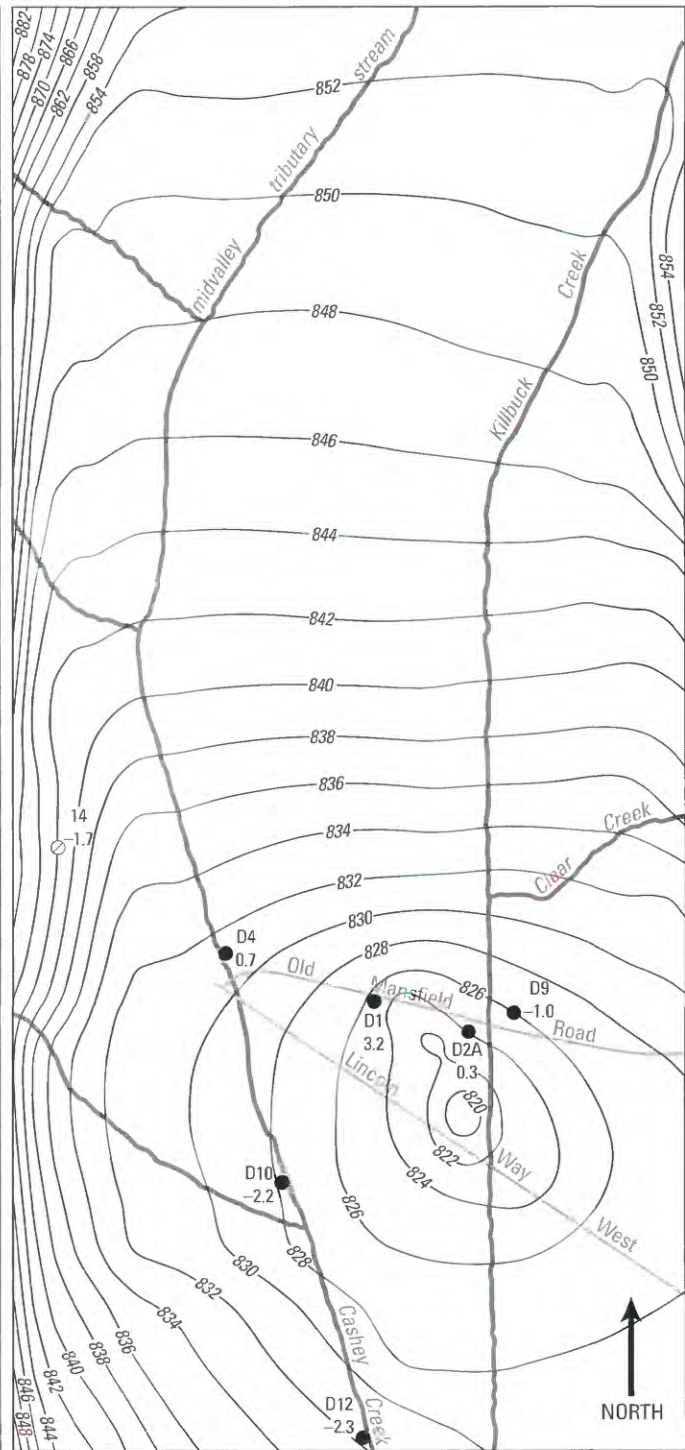 882
878
874
870
866
862
858
854
852
stream
tributary
850
midvalley
854
852
850
Creek
848
Killbuck
846
844
842
840
838
14
−1.7
836
834
Creek
Clear
832
830
828
D4
0.7
Old
Mansfield
Road
826
D9
−1.0
D1
3.2
D2A
0.3
Lincoln
Way
West
820
822
824
826
D10
−2.2
828
830
832
834
836
838
840
842
844
846
848
Cashey
Creek
D12
−2.3
NORTH